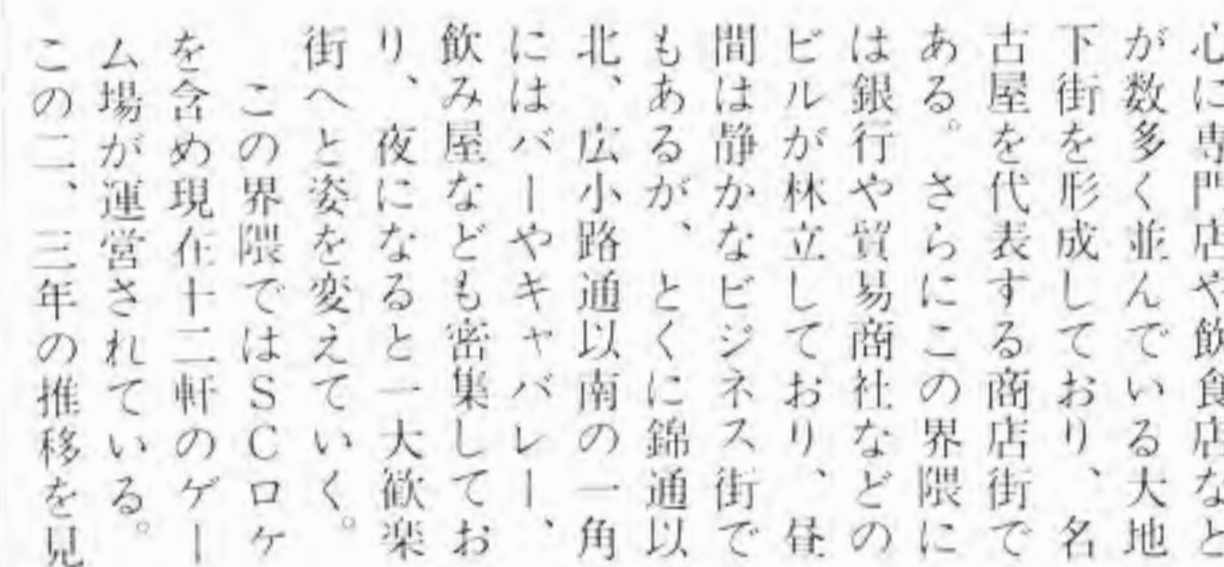 心に専門店や飲食店など
が数多く並んでいる大地
下街を形成しており、名
古屋を代表する商店街で
ある。さらにこの界隈に
は銀行や貿易商社などの
ビルが林立しており、昼
間は静かなビジネス街で
もあるが、とくに錦通以
北、広小路通以南の一角
にはバーやキャバレー、
飲み屋なども密集してお
り、夜になると一大歓楽
街へと姿を変えていく。
この界隈ではＳＣロケ
を含め現在十二軒のゲー
ム場が運営されている。
この二、三年の推移を見